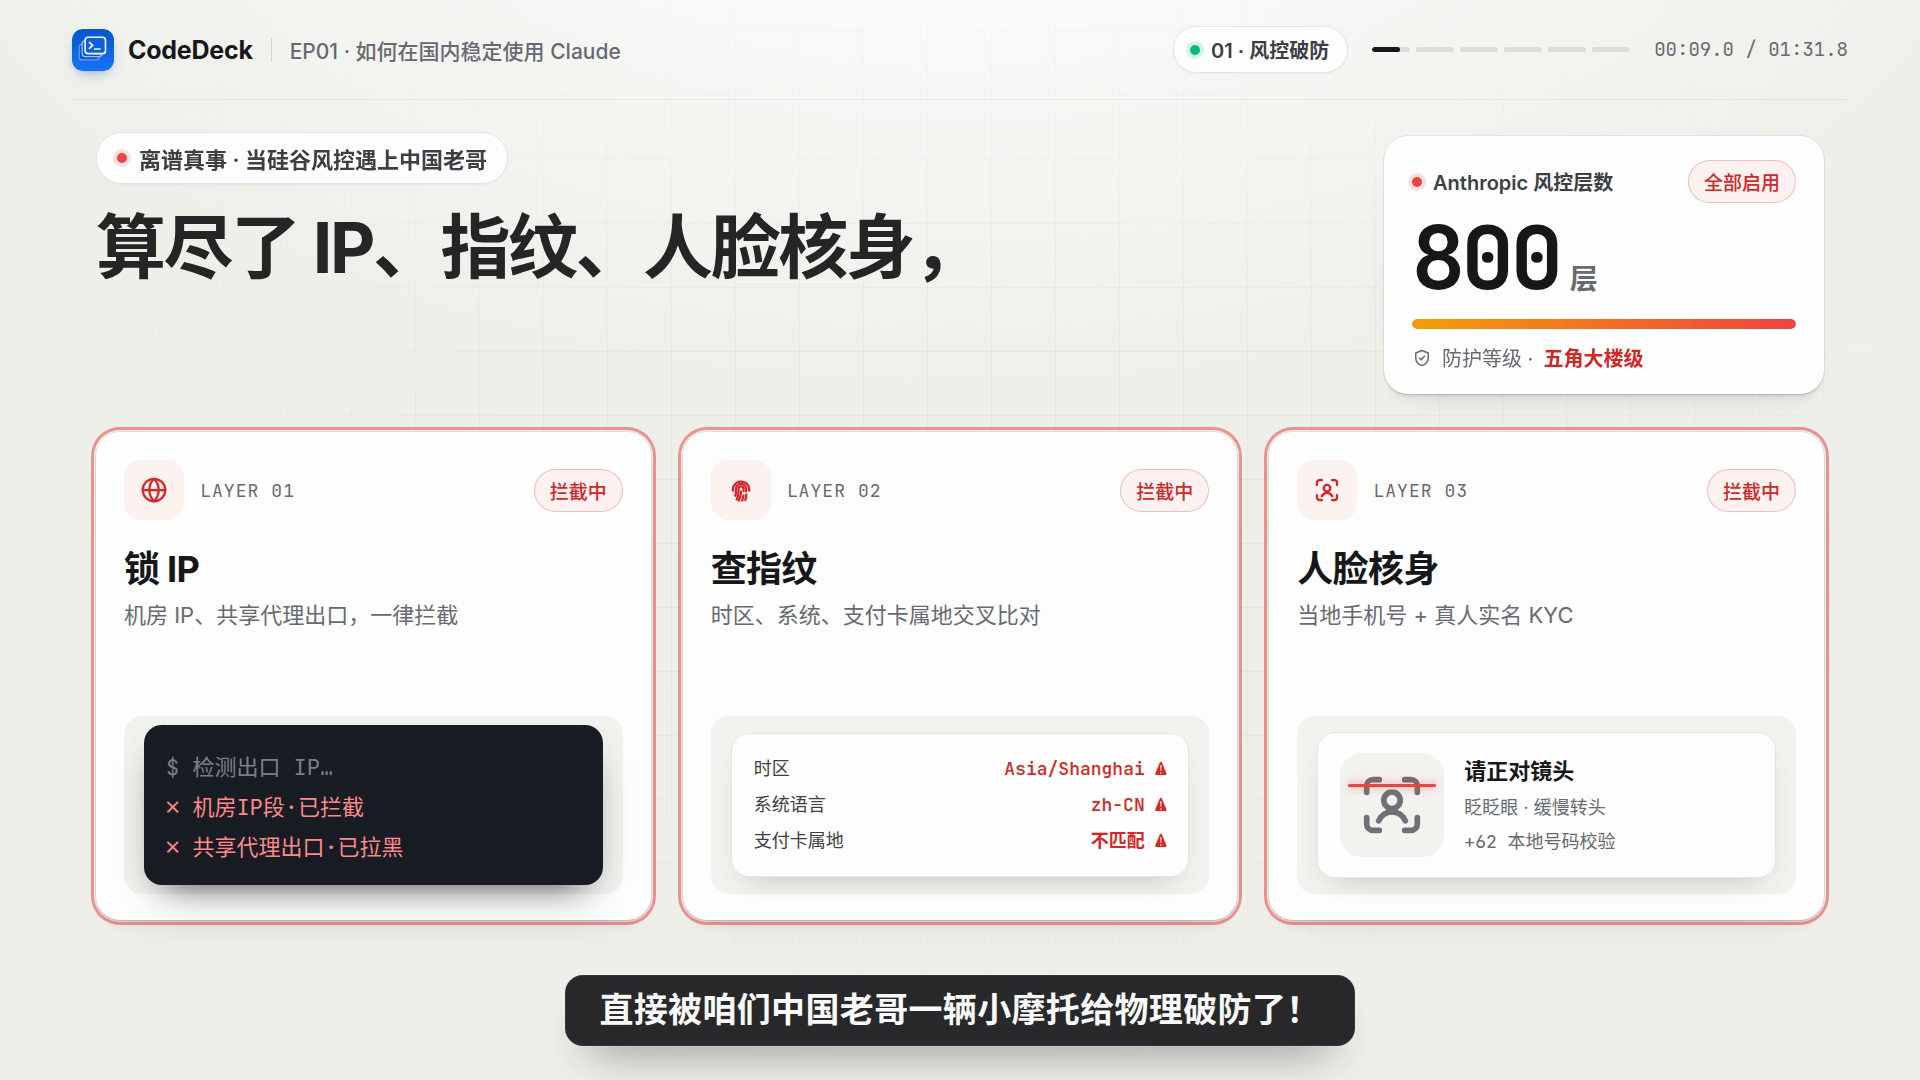 CodeDeck
EP01 · 如何在国内稳定使用 Claude
01 · 风控破防
00:09.0 / 01:31.8
离谱真事 · 当硅谷风控遇上中国老哥
算尽了 IP、指纹、人脸核身，
Anthropic 风控层数
全部启用
800 层
防护等级 · 五角大楼级
LAYER 01
拦截中
锁 IP
机房 IP、共享代理出口，一律拦截
$ 检测出口 IP…
× 机房IP段·已拦截
× 共享代理出口·已拉黑
LAYER 02
拦截中
查指纹
时区、系统、支付卡属地交叉比对
时区 Asia/Shanghai
系统语言 zh-CN
支付卡属地 不匹配
LAYER 03
拦截中
人脸核身
当地手机号 + 真人实名 KYC
请正对镜头
眨眨眼 · 缓慢转头
+62 本地号码校验
直接被咱们中国老哥一辆小摩托给物理破防了！